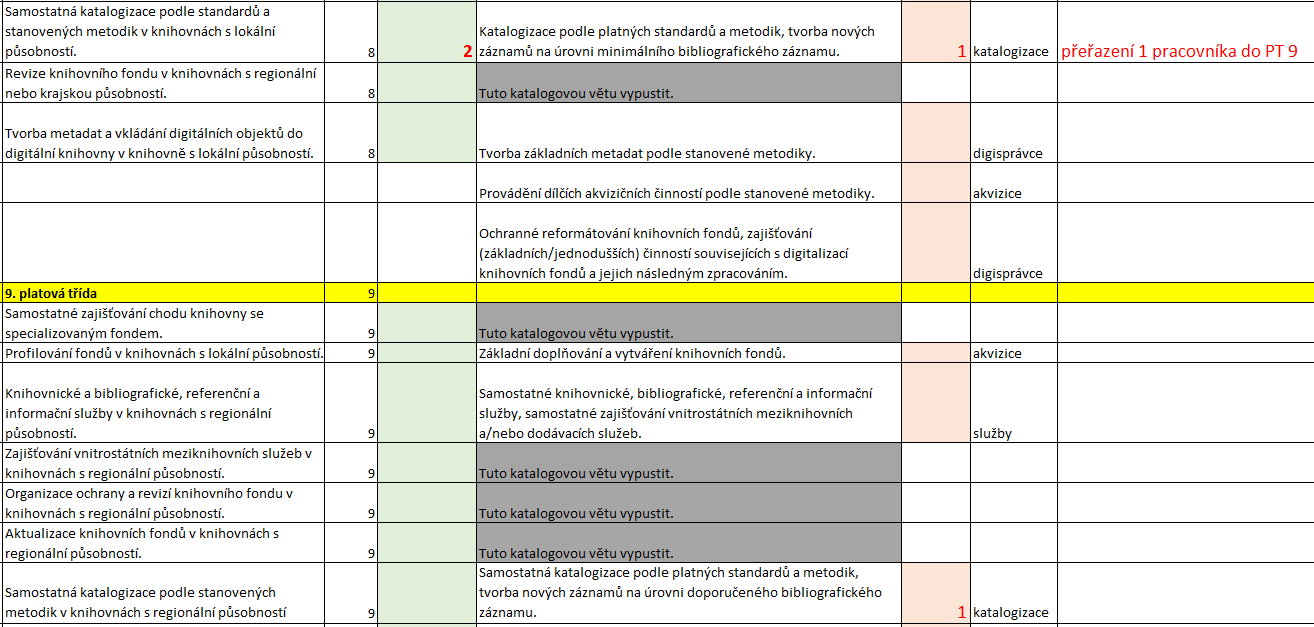 Samostatná katalogizace podle standardů a
stanovených metodik v knihovnách s lokální
působností.
8
2
Katalogizace podle platných standardů a metodik, tvorba nových
záznamů na úrovni minimálního bibliografického záznamu.
1
katalogizace
přeřazení 1 pracovníka do PT 9
Revize knihovního fondu v knihovnách s regionální
nebo krajskou působností.
8
Tuto katalogovou větu vypustit.
Tvorba metadat a vkládání digitálních objektů do
digitální knihovny v knihovně s lokální působností.
8
Tvorba základních metadat podle stanovené metodiky.
digisprávce
Provádění dílčích akvizičních činností podle stanovené metodiky.
akvizice
Ochranné reformátování knihovních fondů, zajišťování
(základních/jednodušších) činností souvisejících s digitalizací
knihovních fondů a jejich následným zpracováním.
digisprávce
9. platová třída
9
Samostatné zajišťování chodu knihovny se
specializovaným fondem.
9
Tuto katalogovou větu vypustit.
Profilování fondů v knihovnách s lokální působností.
9
Základní doplňování a vytváření knihovních fondů.
akvizice
Knihovnické a bibliografické, referenční a
informační služby v knihovnách s regionální
působností.
9
Samostatné knihovnické, bibliografické, referenční a informační
služby, samostatné zajišťování vnitrostátních meziknihovních
a/nebo dodávacích služeb.
služby
Zajišťování vnitrostátních meziknihovních služeb v
knihovnách s regionální působností.
9
Tuto katalogovou větu vypustit.
Organizace ochrany a revizí knihovního fondu v
knihovnách s regionální působností.
9
Tuto katalogovou větu vypustit.
Aktualizace knihovních fondů v knihovnách s
regionální působností.
9
Tuto katalogovou větu vypustit.
Samostatná katalogizace podle stanovených
metodik v knihovnách s regionální působností
9
Samostatná katalogizace podle platných standardů a metodik,
tvorba nových záznamů na úrovni doporučeného bibliografického
záznamu.
1
katalogizace